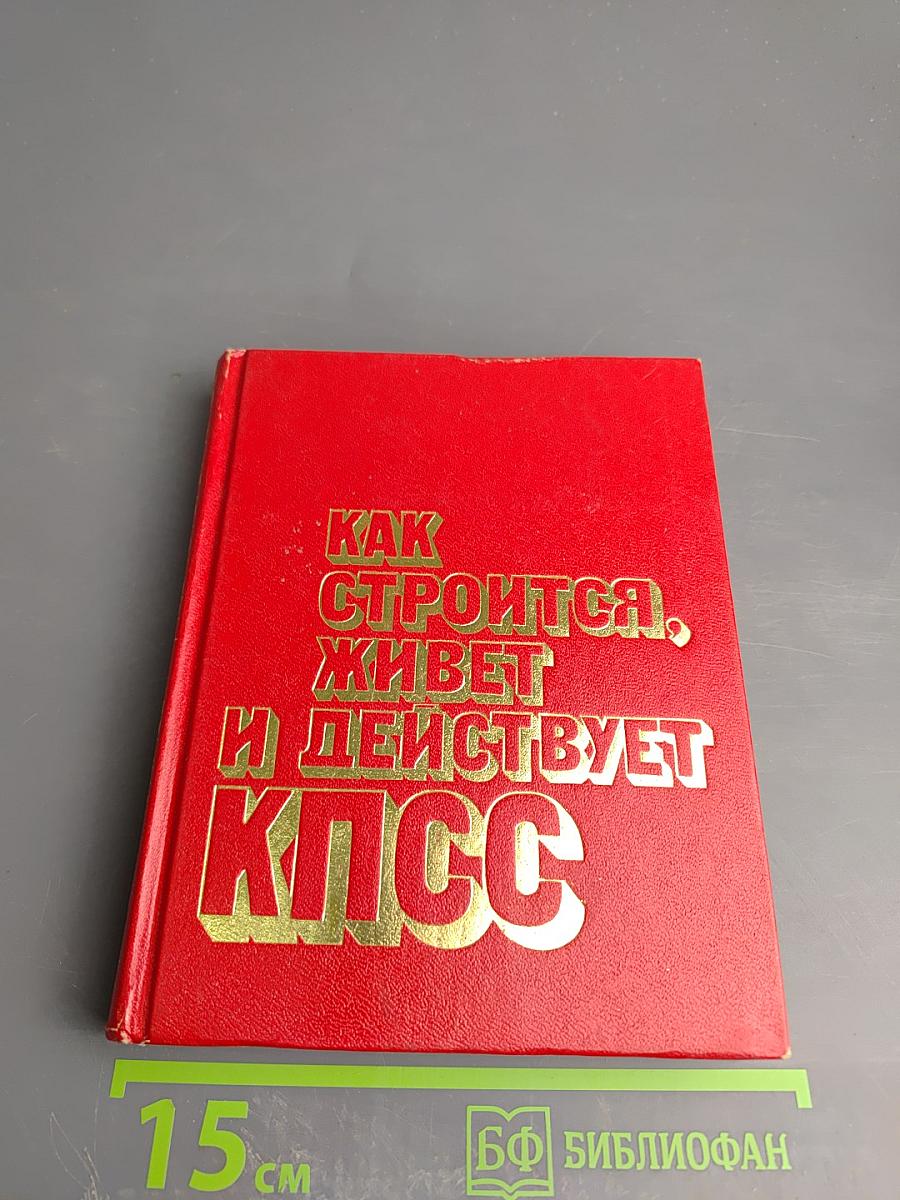 КАК
СТРОИТСЯ,
ЖИВЕТ
И ДЕЙСТВУЕТ
КПСС
15 СМ
БФ БИБЛИОФАН